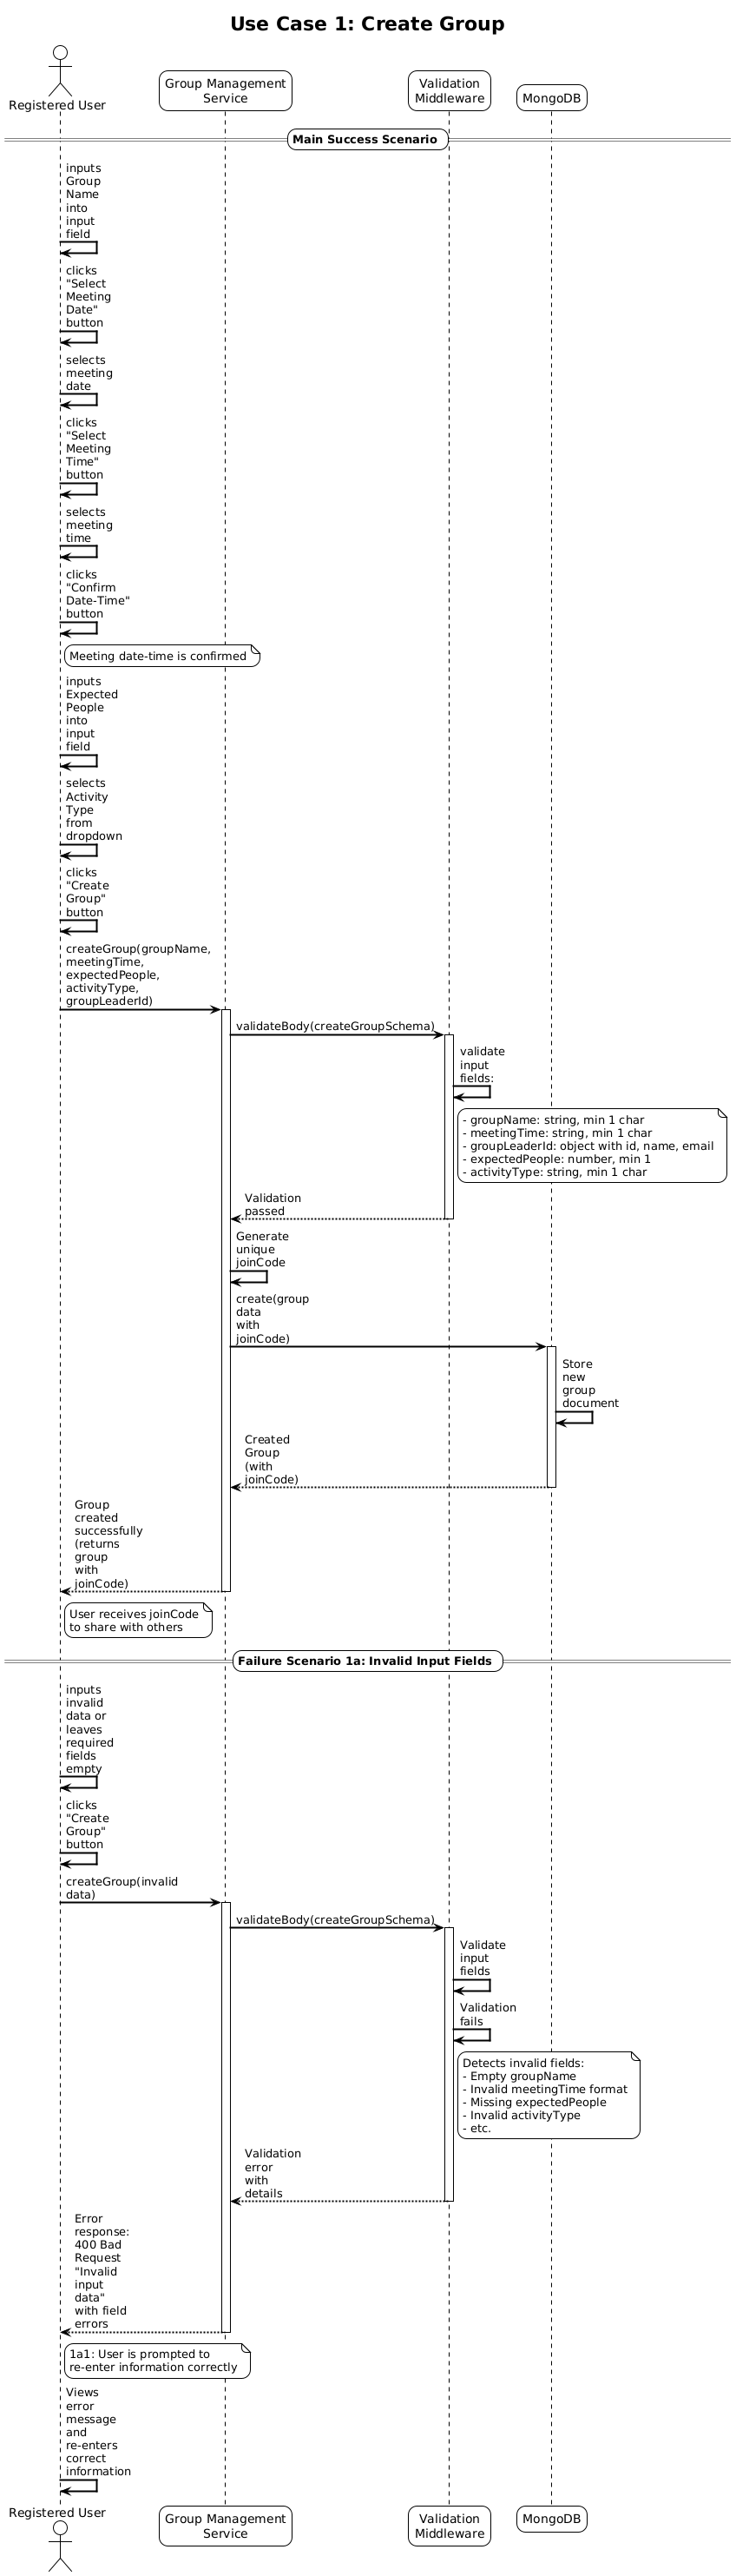 Use Case 1: Create Group
Registered User
Group Management
Service
Validation
Middleware
MongoDB
Main Success Scenario
inputs
Group
Name
into
input
field
clicks
"Select
Meeting
Date"
button
selects
meeting
date
clicks
"Select
Meeting
Time"
button
selects
meeting
time
clicks
"Confirm
Date-Time"
button
Meeting date-time is confirmed
inputs
Expected
People
into
input
field
selects
Activity
Type
from
dropdown
clicks
"Create
Group"
button
createGroup(groupName,
meetingTime,
expectedPeople,
activityType,
groupLeaderId)
validateBody(createGroupSchema)
validate
input
fields:
- groupName: string, min 1 char
- meetingTime: string, min 1 char
- groupLeaderId: object with id, name, email
- expectedPeople: number, min 1
- activityType: string, min 1 char
Validation
passed
Generate
unique
joinCode
create(group
data
with
joinCode)
Store
new
group
document
Created
Group
(with
joinCode)
Group
created
successfully
(returns
group
with
joinCode)
User receives joinCode
to share with others
Failure Scenario 1a: Invalid Input Fields
inputs
invalid
data or
leaves
required
fields
empty
clicks
"Create
Group"
button
createGroup(invalid
data)
validateBody(createGroupSchema)
Validate
input
fields
Validation
fails
Detects invalid fields:
- Empty groupName
- Invalid meetingTime format
- Missing expectedPeople
- Invalid activityType
- etc.
Validation
error
with
details
Error
response:
400 Bad
Request
"Invalid
input
data"
with field
errors
1a1: User is prompted to
re-enter information correctly
Views
error
message
and
re-enters
correct
information
Registered User
Group Management
Service
Validation
Middleware
MongoDB